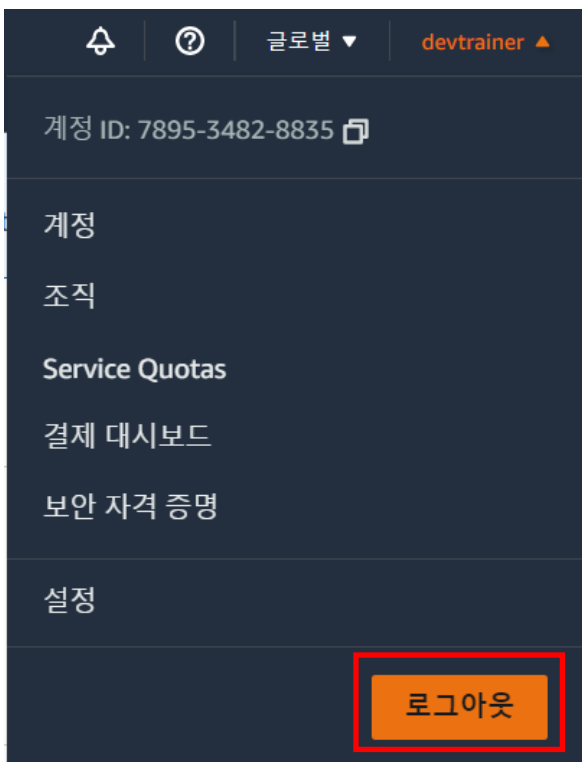 글로벌 ▼ devtrainer ▲
계정 ID: 7895-3482-8835
계정
조직
Service Quotas
결제 대시보드
보안 자격 증명
설정
로그아웃